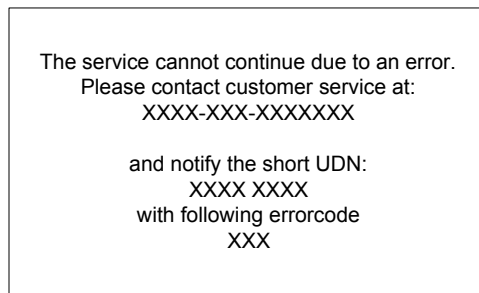 The service cannot continue due to an error.
Please contact customer service at:
XXXX-XXX-XXXXXXX
and notify the short UDN:
XXXX XXXX
with following errorcode
XXX